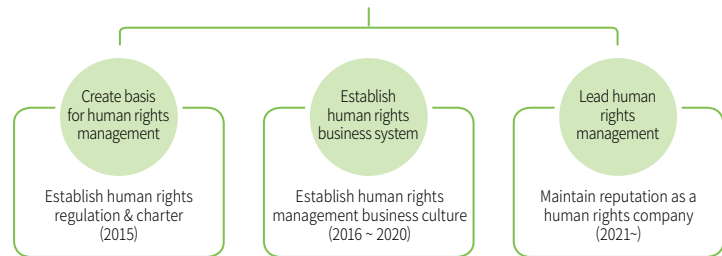 Create basis
for human rights
management
Establish human rights
regulation & charter
(2015)
Establish
human rights
business system
Establish human rights
management business culture
(2016 ~ 2020)
Lead human
rights
management
Maintain reputation as a
human rights company
(2021~)